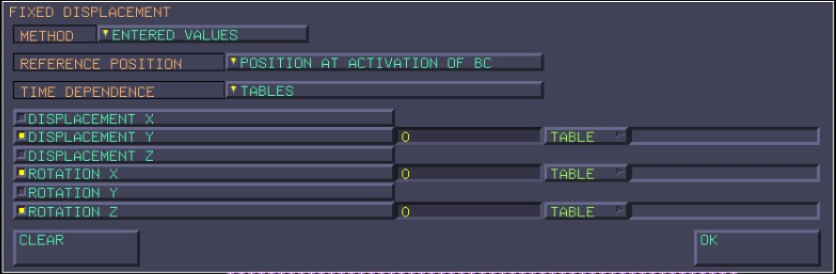 FIXED DISPLACEMENT
METHOD ENTERED VALUES
REFERENCE POSITION POSITION AT ACTIVATION OF BC
TIME DEPENDENCE TABLES
DISPLACEMENT X
DISPLACEMENT Y 0 TABLE
DISPLACEMENT Z
ROTATION X 0 TABLE
ROTATION Y
ROTATION Z 0 TABLE
CLEAR OK